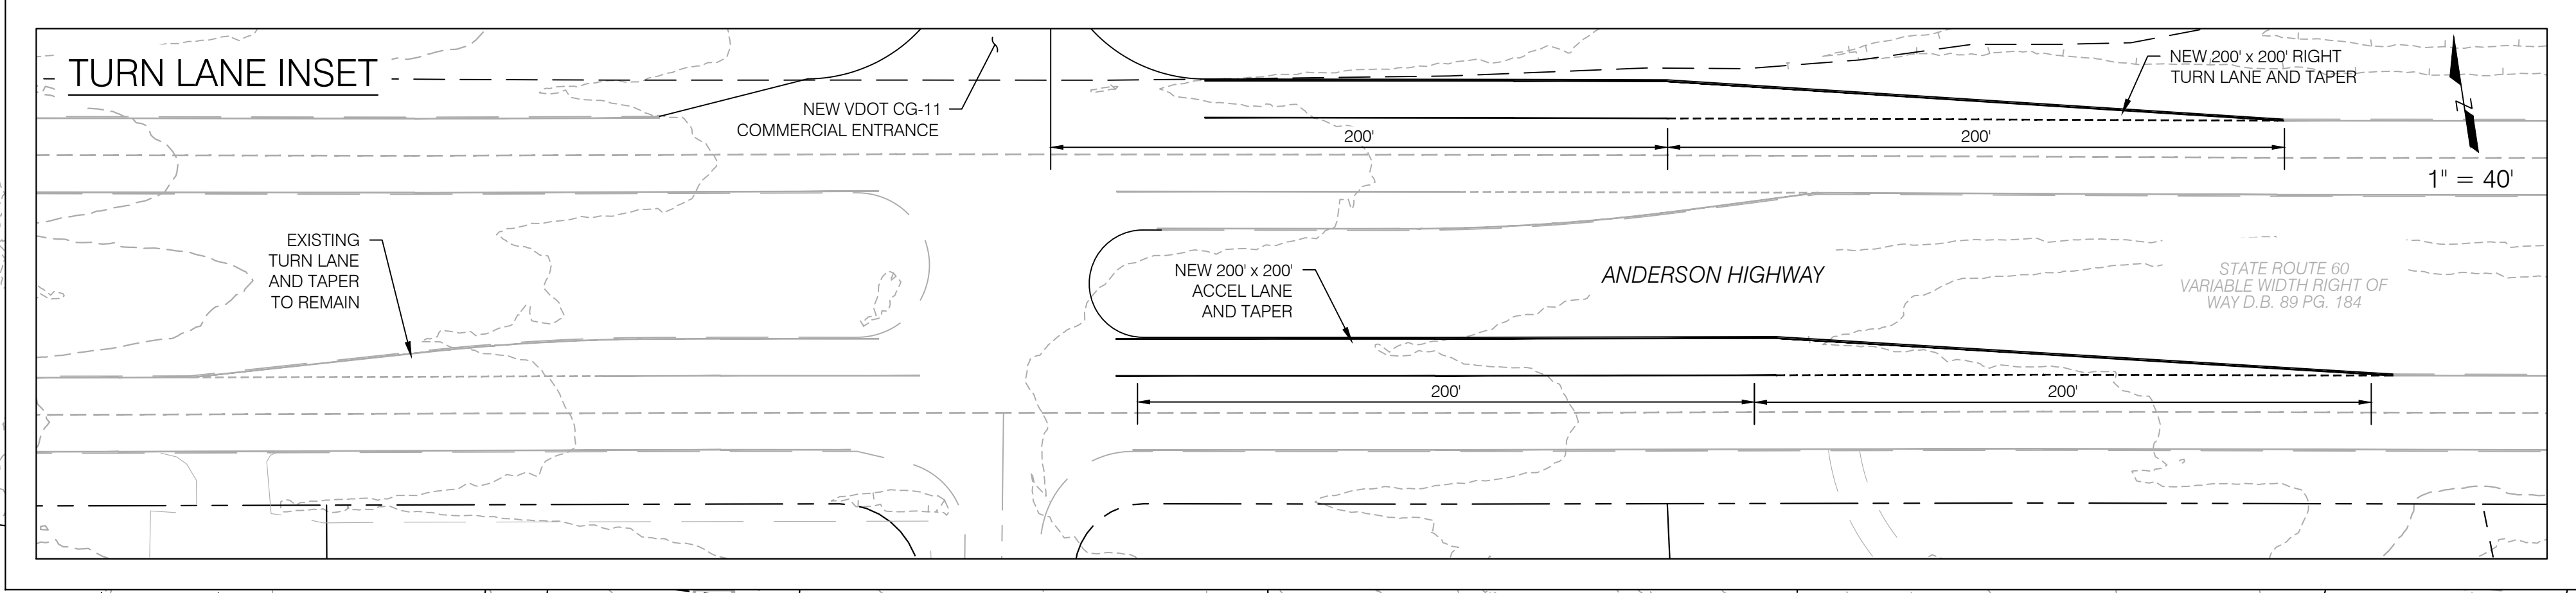 TURN LANE INSET
NEW VDOT CG-11
COMMERCIAL ENTRANCE
NEW 200' x 200' RIGHT
TURN LANE AND TAPER
200'
200'
N
1" = 40'
EXISTING
TURN LANE
AND TAPER
TO REMAIN
NEW 200' x 200'
ACCEL LANE
AND TAPER
ANDERSON HIGHWAY
STATE ROUTE 60
VARIABLE WIDTH RIGHT OF
WAY D.B. 89 PG. 184
200'
200'